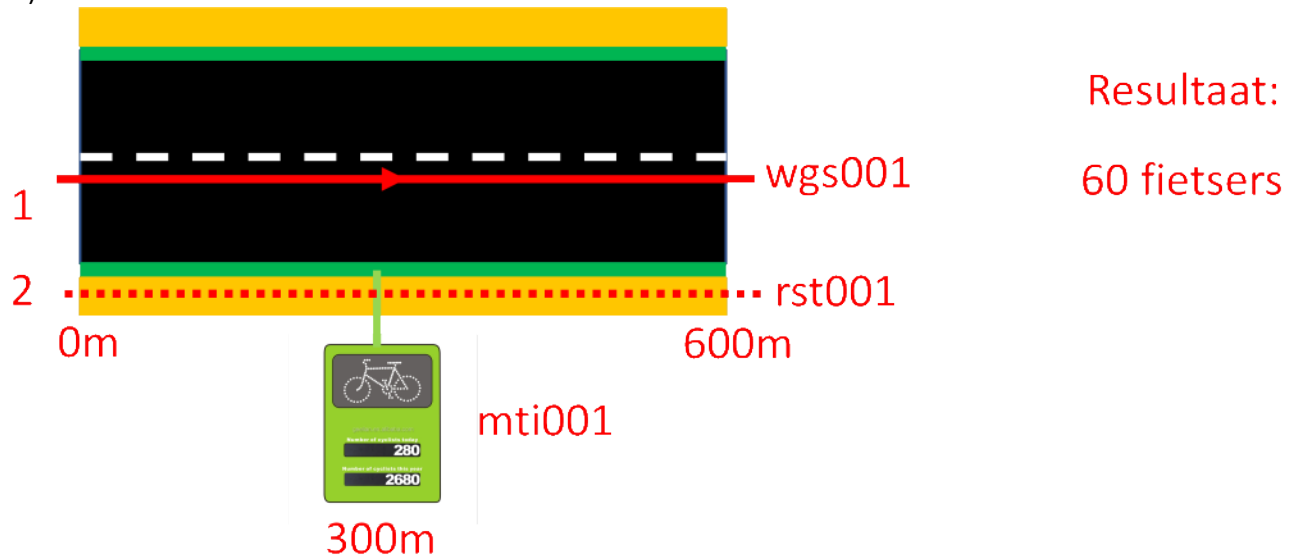 Resultaat:
wgs001
60 fietsers
1
2
rst001
0m
600m
mti001
Number of cyclists today
280
Number of cyclists this year
2680
300m